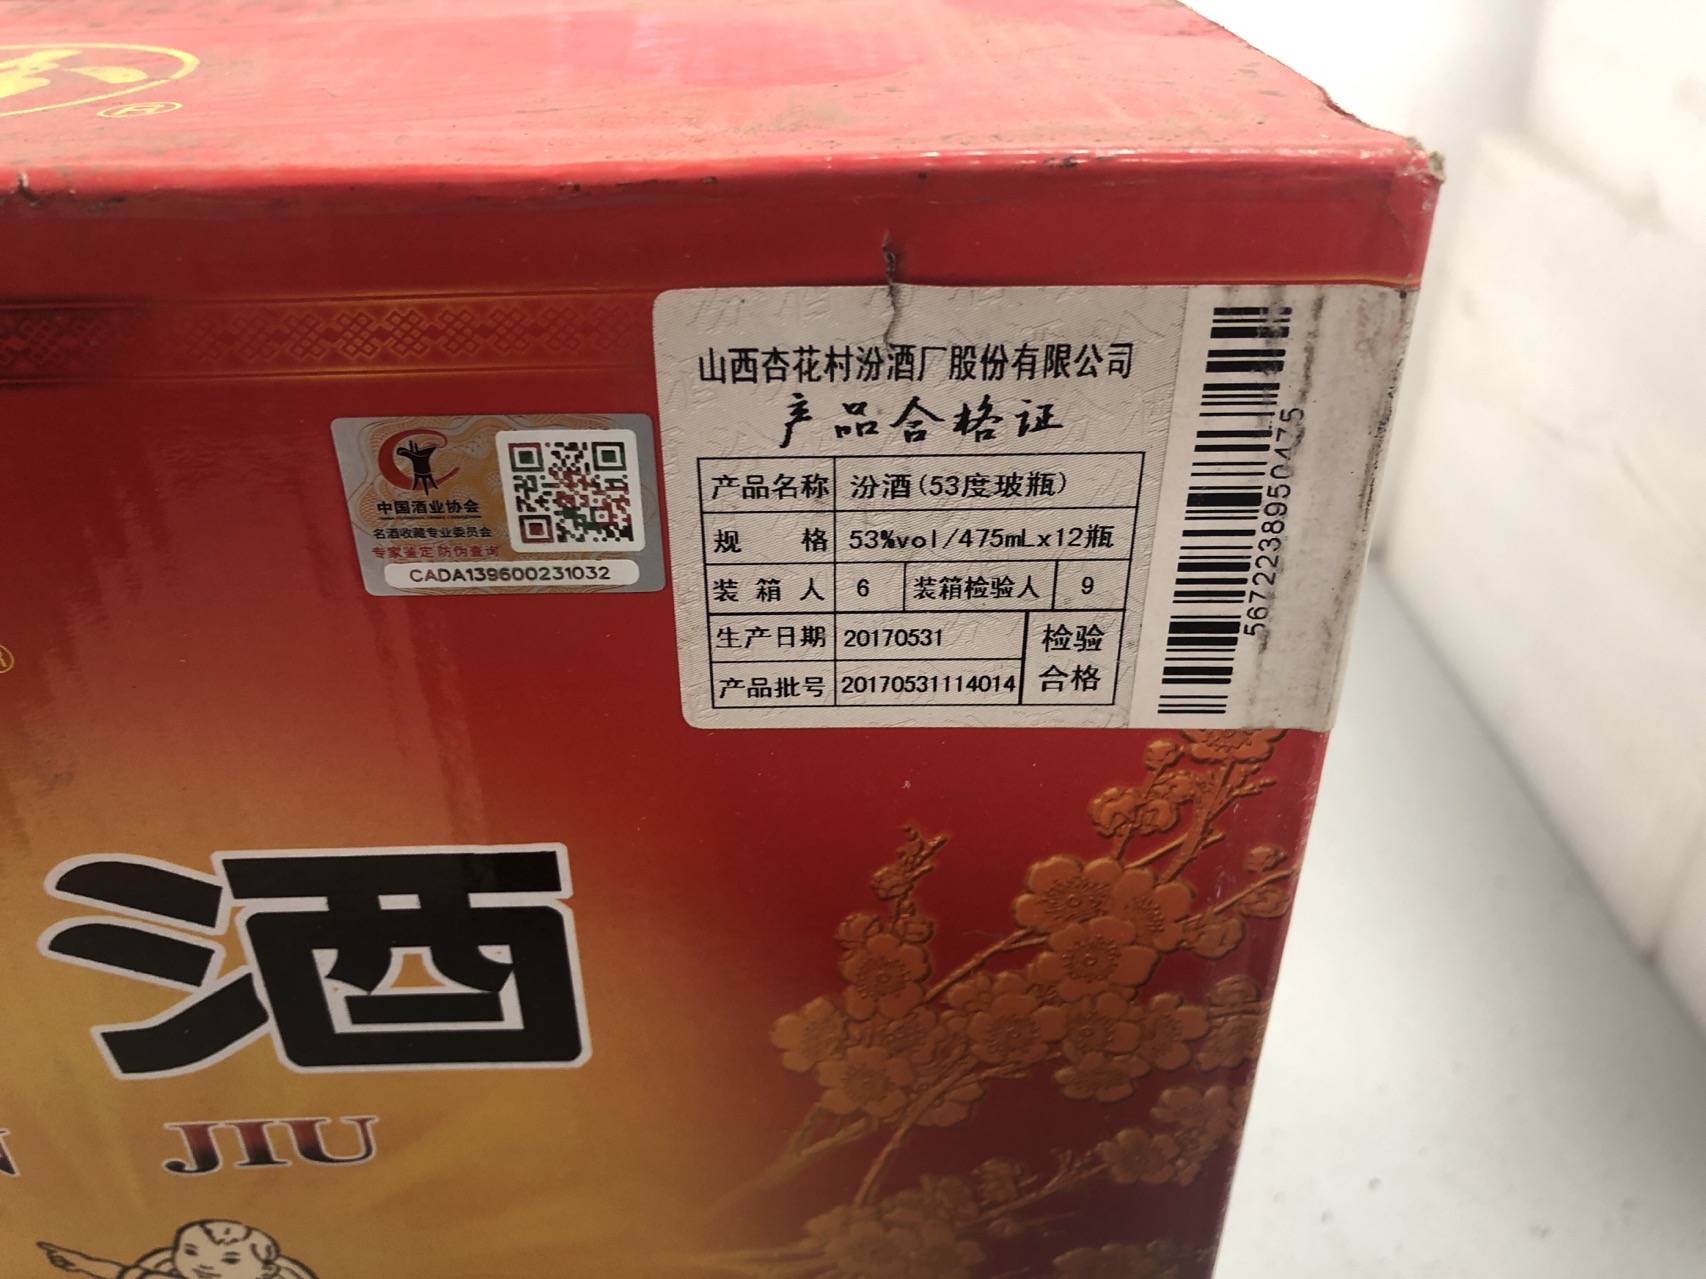 ®
山西杏花村汾酒厂股份有限公司
产品合格证
产品名称 汾酒(53度玻瓶)
规 格 53%vol/475mLx12瓶
装 箱 人 6 装箱检验人 9
生产日期 20170531 检验
产品批号 20170531114014 合格
567223895 0475
中国酒业协会
名酒收藏专业委员会
专家鉴定 防伪查询
CADA139600231032
®
酒
N JIU